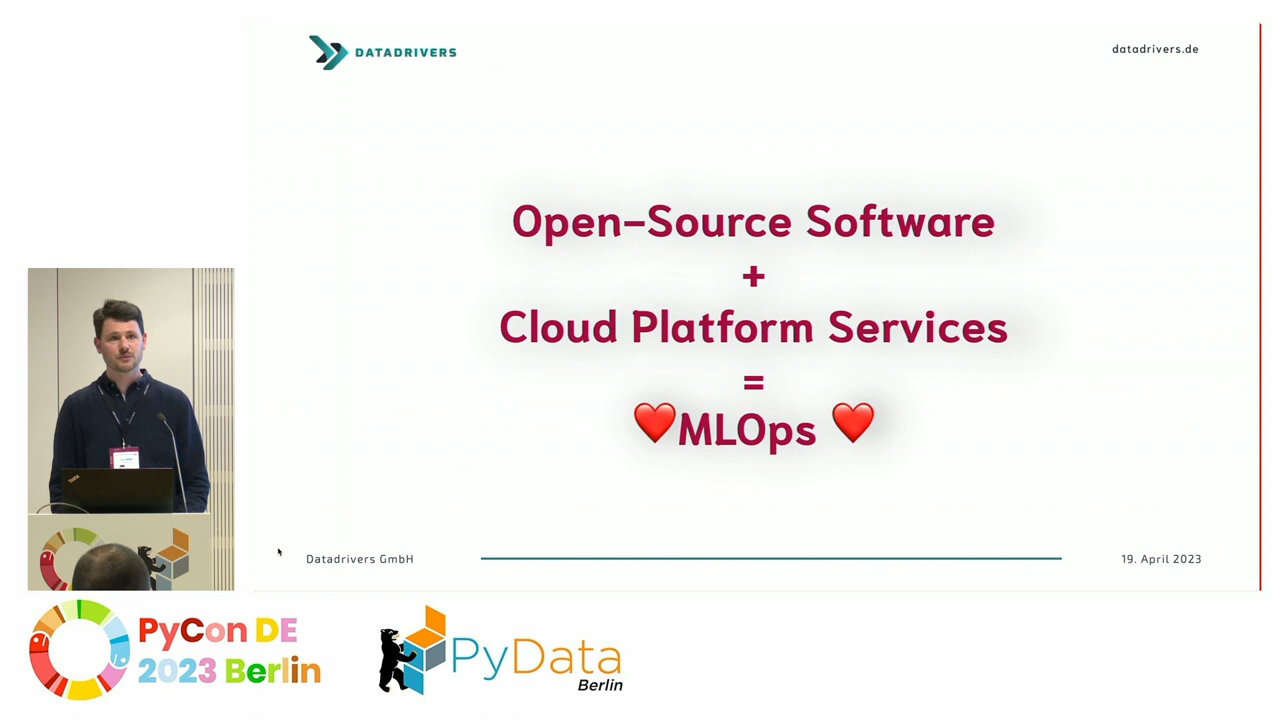 DATADRIVERS
datadrivers.de
Open-Source Software
+
Cloud Platform Services
=
❤️MLOps ❤️
Datadrivers GmbH
19. April 2023
PyCon DE
2023 Berlin
PyData
Berlin